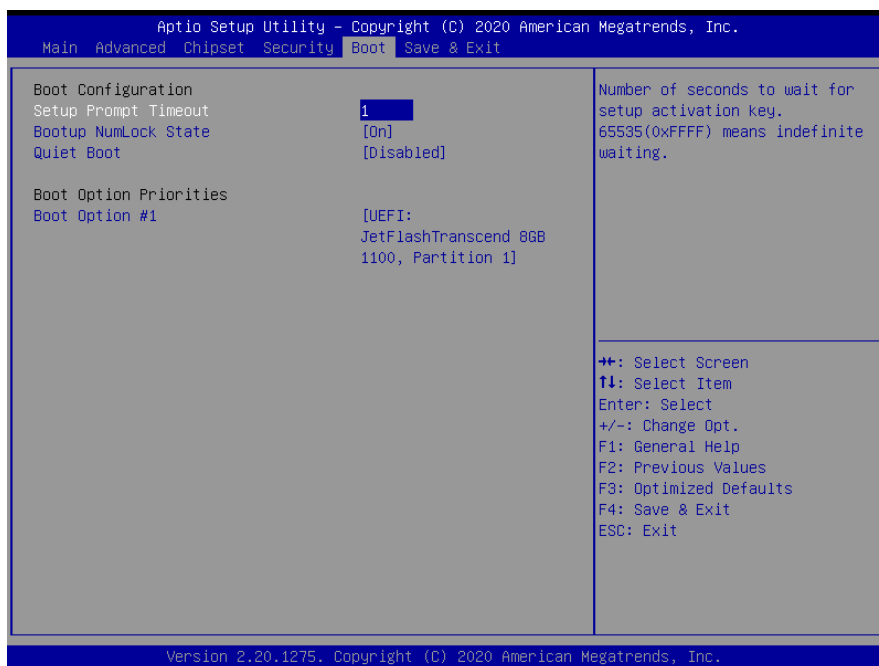 Aptio Setup Utility – Copyright (C) 2020 American Megatrends, Inc.
Main Advanced Chipset Security Boot Save & Exit
Boot Configuration
Setup Prompt Timeout 1
Bootup NumLock State [On]
Quiet Boot [Disabled]
Boot Option Priorities
Boot Option #1 [UEFI:
JetFlashTranscend 8GB
1100, Partition 1]
Number of seconds to wait for
setup activation key.
65535(0xFFFF) means indefinite
waiting.
→←: Select Screen
↑↓: Select Item
Enter: Select
+/-: Change Opt.
F1: General Help
F2: Previous Values
F3: Optimized Defaults
F4: Save & Exit
ESC: Exit
Version 2.20.1275. Copyright (C) 2020 American Megatrends, Inc.